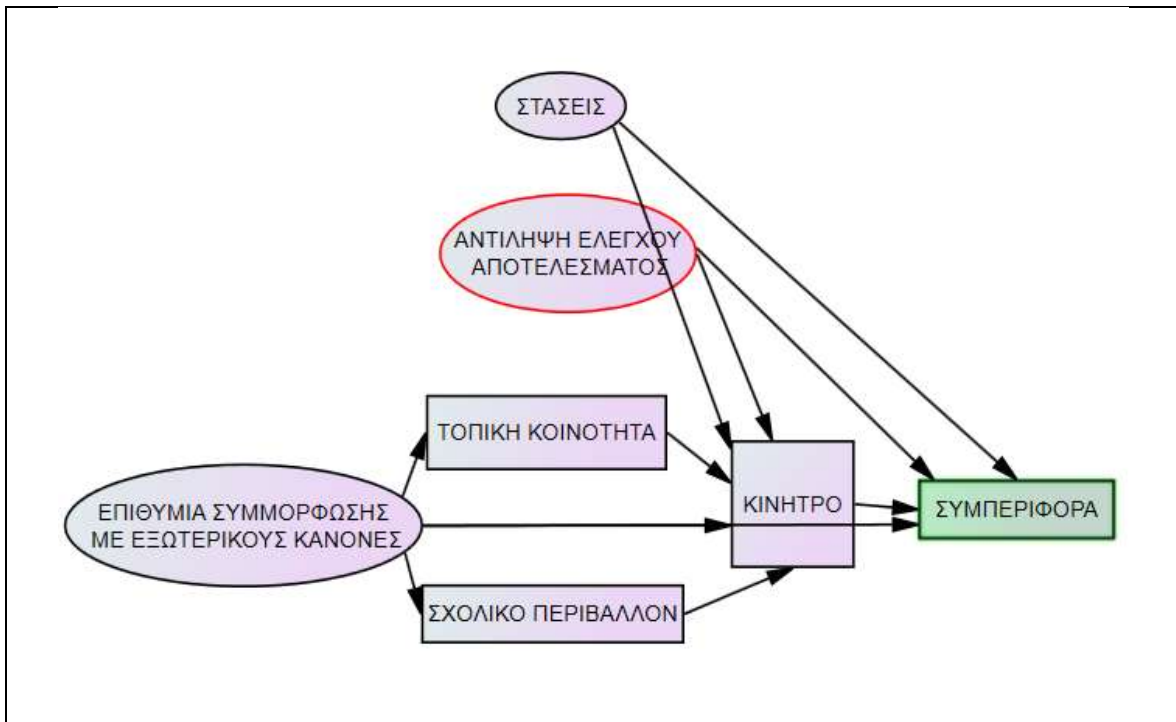 ΣΤΑΣΕΙΣ
ΑΝΤΙΛΗΨΗ ΕΛΕΓΧΟΥ
ΑΠΟΤΕΛΕΣΜΑΤΟΣ
ΤΟΠΙΚΗ ΚΟΙΝΟΤΗΤΑ
ΕΠΙΘΥΜΙΑ ΣΥΜΜΟΡΦΩΣΗΣ
ΜΕ ΕΞΩΤΕΡΙΚΟΥΣ ΚΑΝΟΝΕΣ
ΣΧΟΛΙΚΟ ΠΕΡΙΒΑΛΛΟΝ
ΚΙΝΗΤΡΟ
ΣΥΜΠΕΡΙΦΟΡΑ